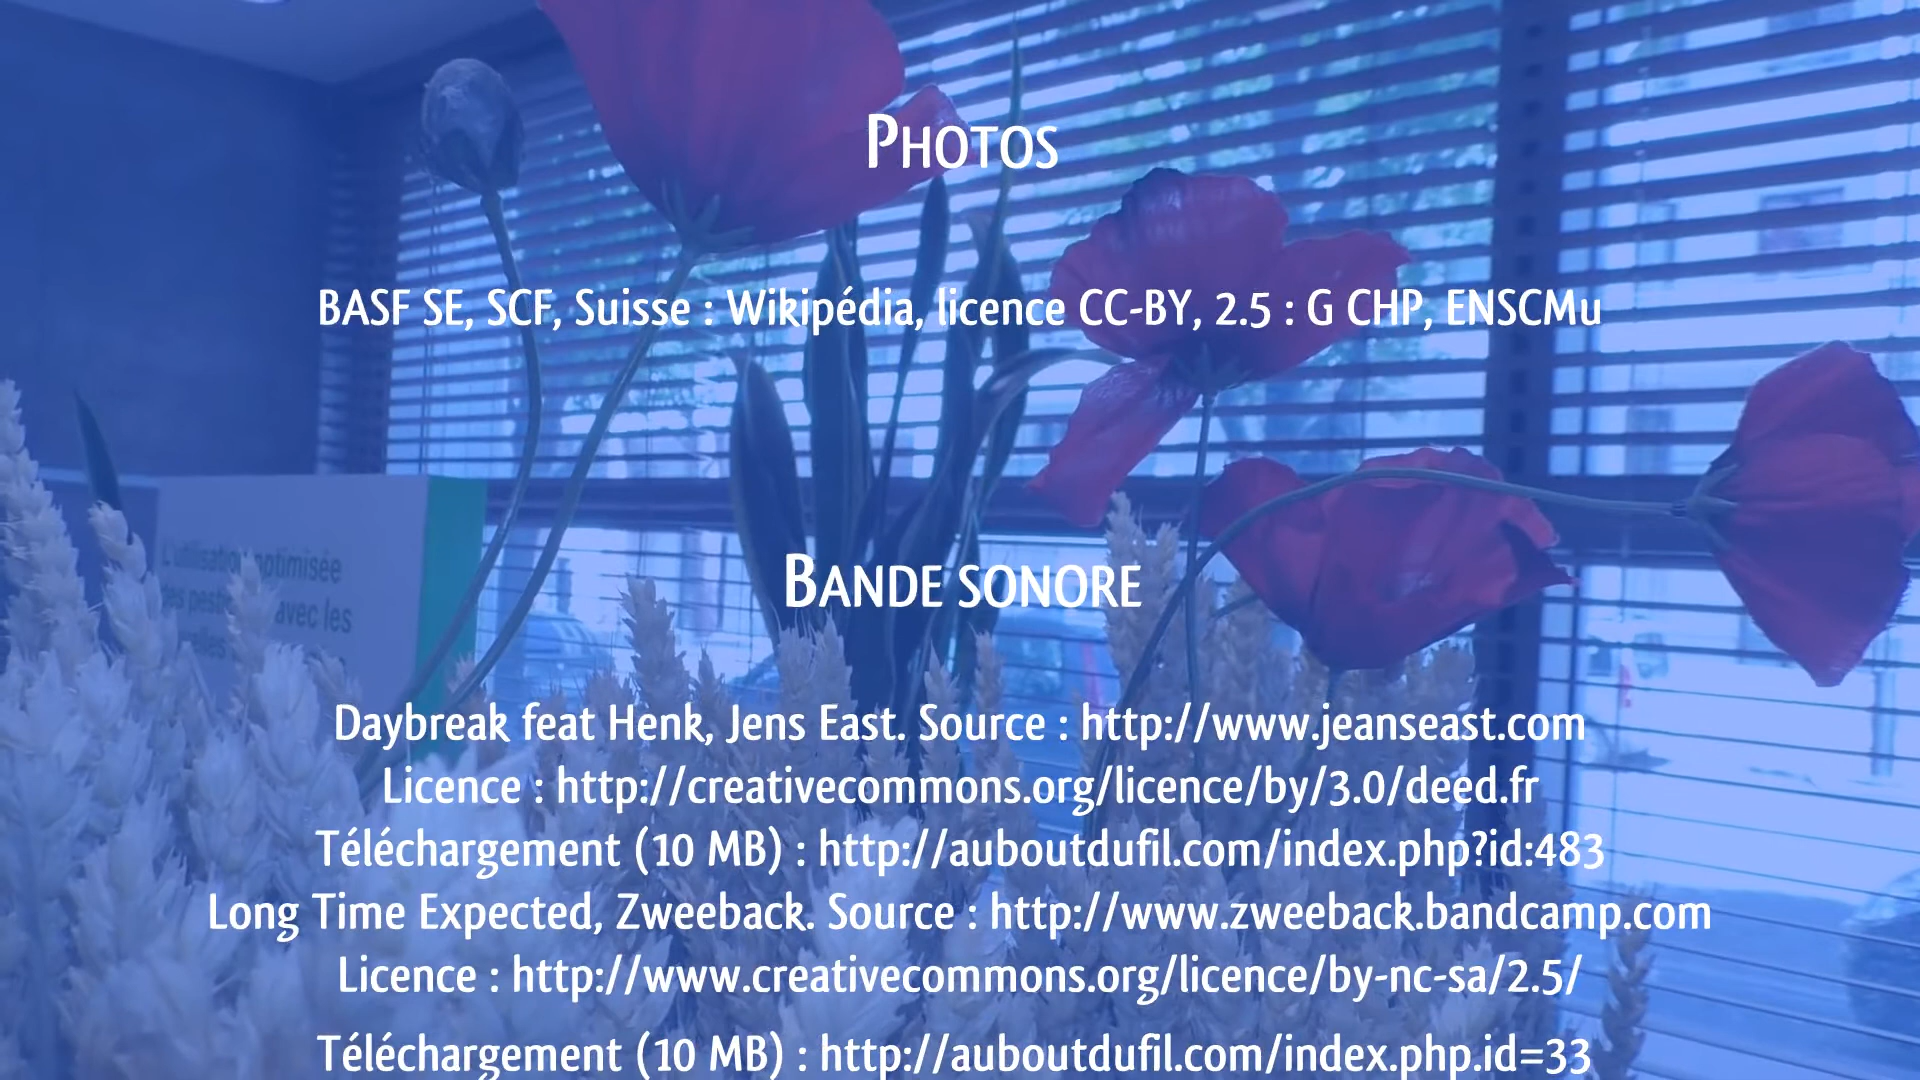 Photos
BASF SE, SCF, Suisse : Wikipédia, licence CC-BY, 2.5 : G CHP, ENSCMu
L'utilisation optimisée
avec les
Bande sonore
Daybreak feat Henk, Jens East. Source : http://www.jeanseast.com
Licence : http://creativecommons.org/licence/by/3.0/deed.fr
Téléchargement (10 MB) : http://auboutdufil.com/index.php?id:483
Long Time Expected, Zweeback. Source : http://www.zweeback.bandcamp.com
Licence : http://www.creativecommons.org/licence/by-nc-sa/2.5/
Téléchargement (10 MB) : http://auboutdufil.com/index.php.id=33